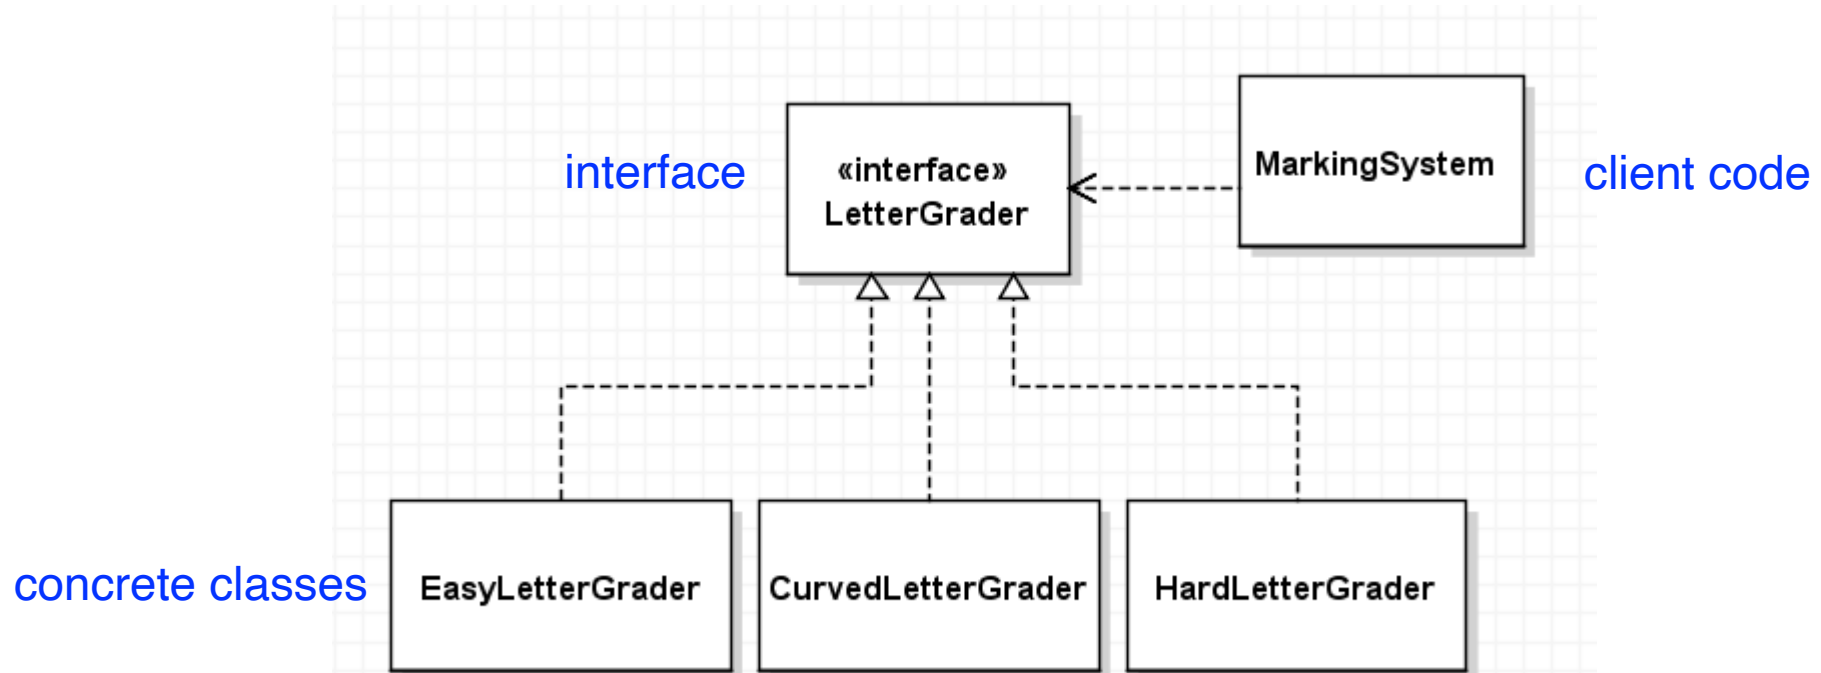 interface
«interface»
LetterGrader
MarkingSystem
client code
concrete classes
EasyLetterGrader
CurvedLetterGrader
HardLetterGrader